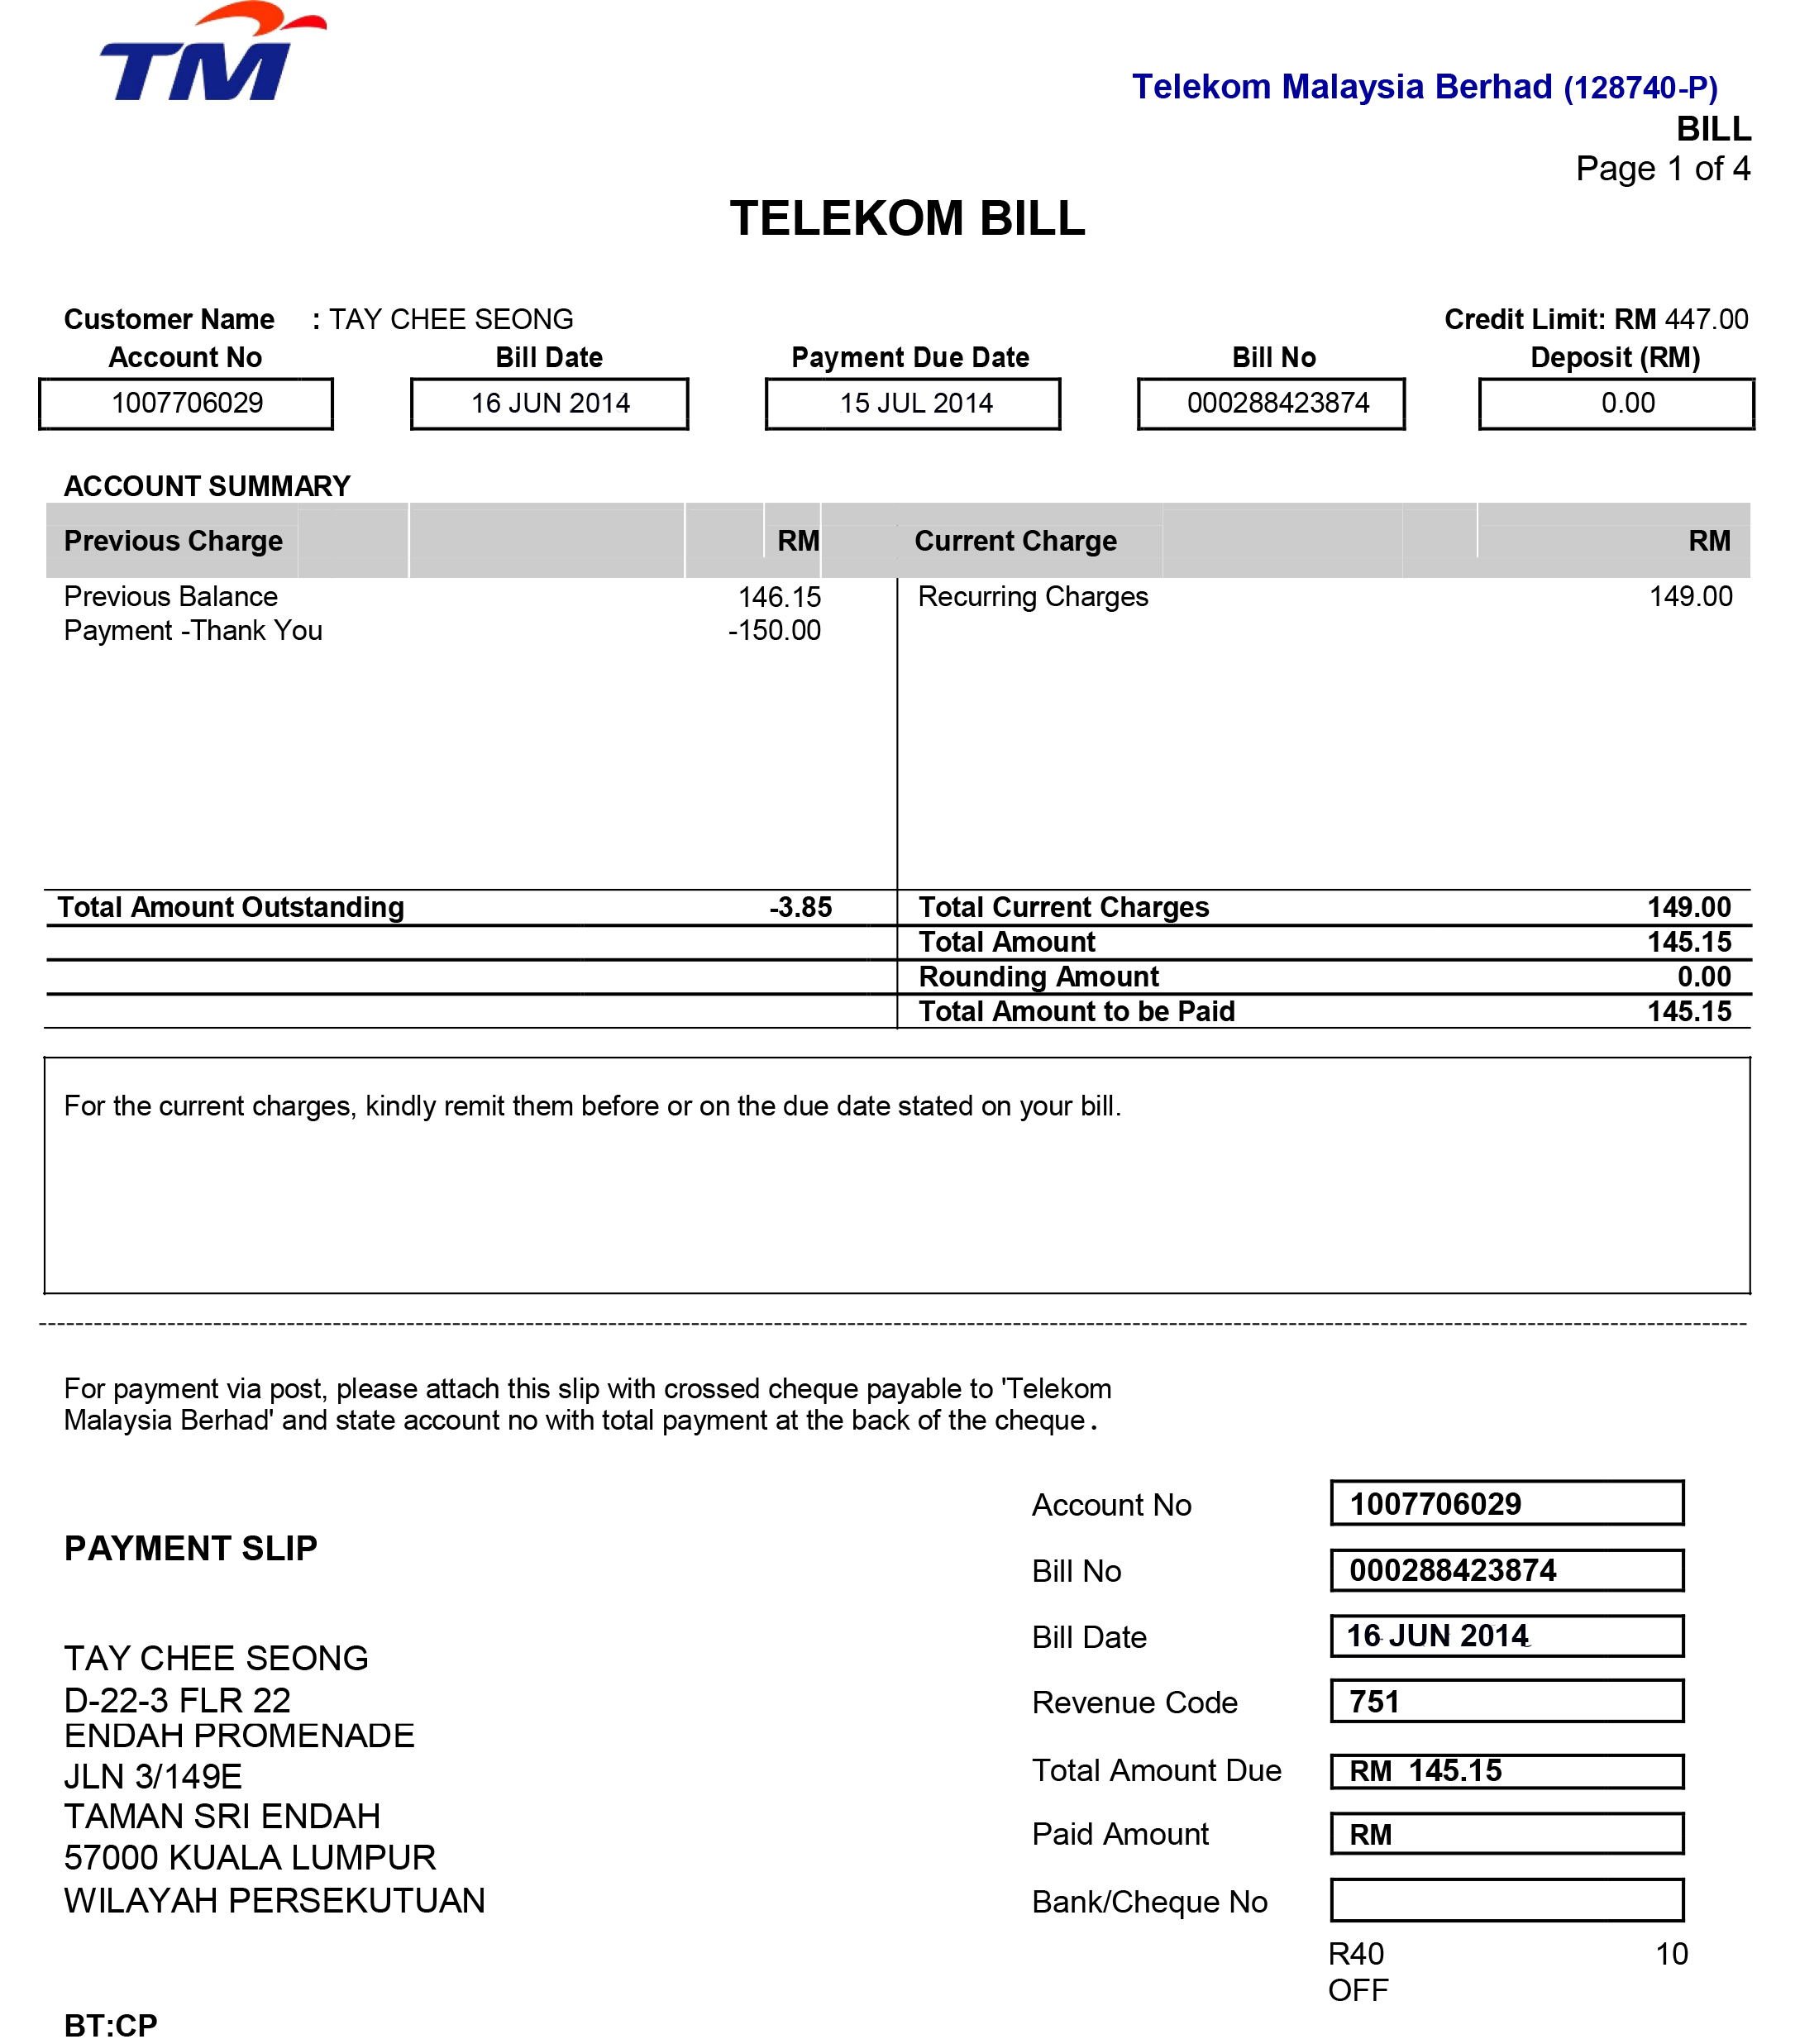 TM
Telekom Malaysia Berhad (128740-P)
BILL
Page 1 of 4
TELEKOM BILL
Customer Name : TAY CHEE SEONG Credit Limit: RM 447.00
Account No Bill Date Payment Due Date Bill No Deposit (RM)
1007706029 16 JUN 2014 15 JUL 2014 000288423874 0.00
ACCOUNT SUMMARY
Previous Charge RM Current Charge RM
Previous Balance 146.15 Recurring Charges 149.00
Payment -Thank You -150.00
Total Amount Outstanding -3.85 Total Current Charges 149.00
Total Amount 145.15
Rounding Amount 0.00
Total Amount to be Paid 145.15
For the current charges, kindly remit them before or on the due date stated on your bill.
For payment via post, please attach this slip with crossed cheque payable to 'Telekom
Malaysia Berhad' and state account no with total payment at the back of the cheque.
Account No 1007706029
PAYMENT SLIP
Bill No 000288423874
Bill Date 16 JUN 2014
TAY CHEE SEONG
D-22-3 FLR 22
Revenue Code 751
ENDAH PROMENADE
JLN 3/149E
Total Amount Due RM 145.15
TAMAN SRI ENDAH
Paid Amount RM
57000 KUALA LUMPUR
WILAYAH PERSEKUTUAN
Bank/Cheque No
R40 10
OFF
BT:CP